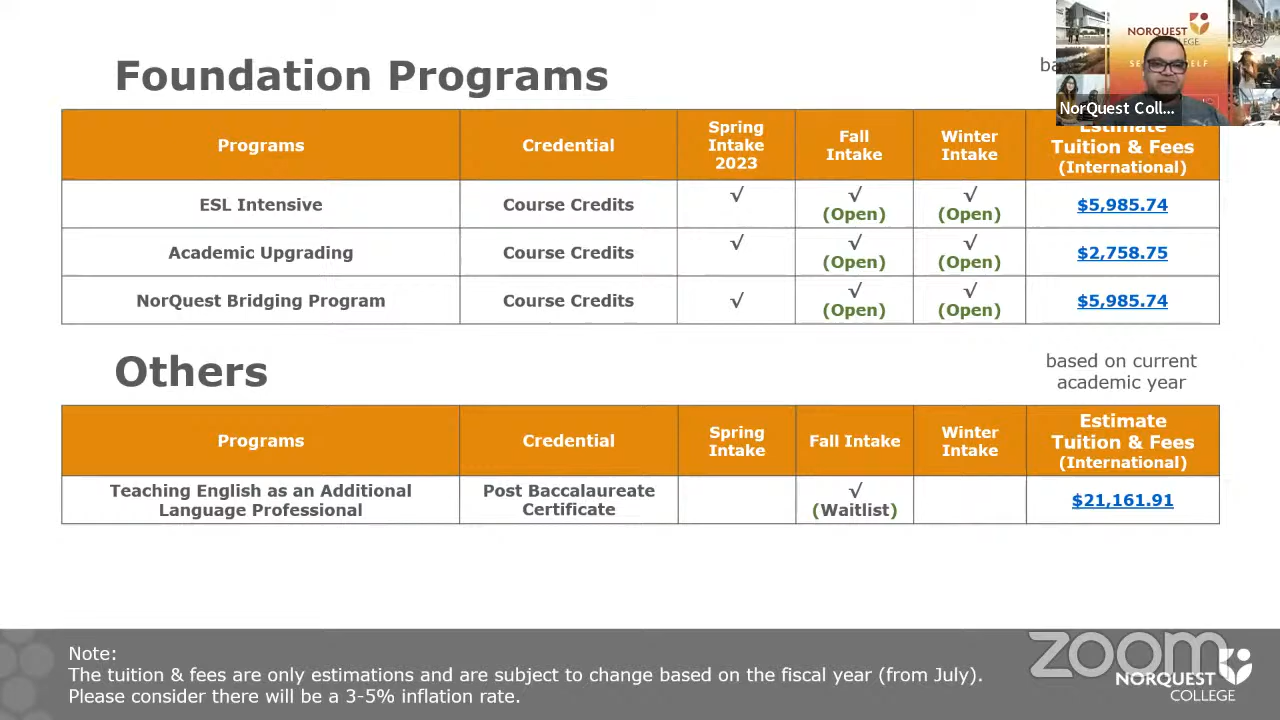 Foundation Programs
ba
NORQUEST
COLLEGE
NorQuest Coll...
Programs
Credential
Spring
Intake
2023
Fall
Intake
Winter
Intake
Estimate
Tuition & Fees
(International)
ESL Intensive
Course Credits
√
√
(Open)
√
(Open)
$5,985.74
Academic Upgrading
Course Credits
√
√
(Open)
√
(Open)
$2,758.75
NorQuest Bridging Program
Course Credits
√
√
(Open)
√
(Open)
$5,985.74
Others
based on current
academic year
Programs
Credential
Spring
Intake
Fall Intake
Winter
Intake
Estimate
Tuition & Fees
(International)
Teaching English as an Additional
Language Professional
Post Baccalaureate
Certificate
√
(Waitlist)
$21,161.91
Note:
The tuition & fees are only estimations and are subject to change based on the fiscal year (from July).
Please consider there will be a 3-5% inflation rate.
zoom
NORQUEST
COLLEGE